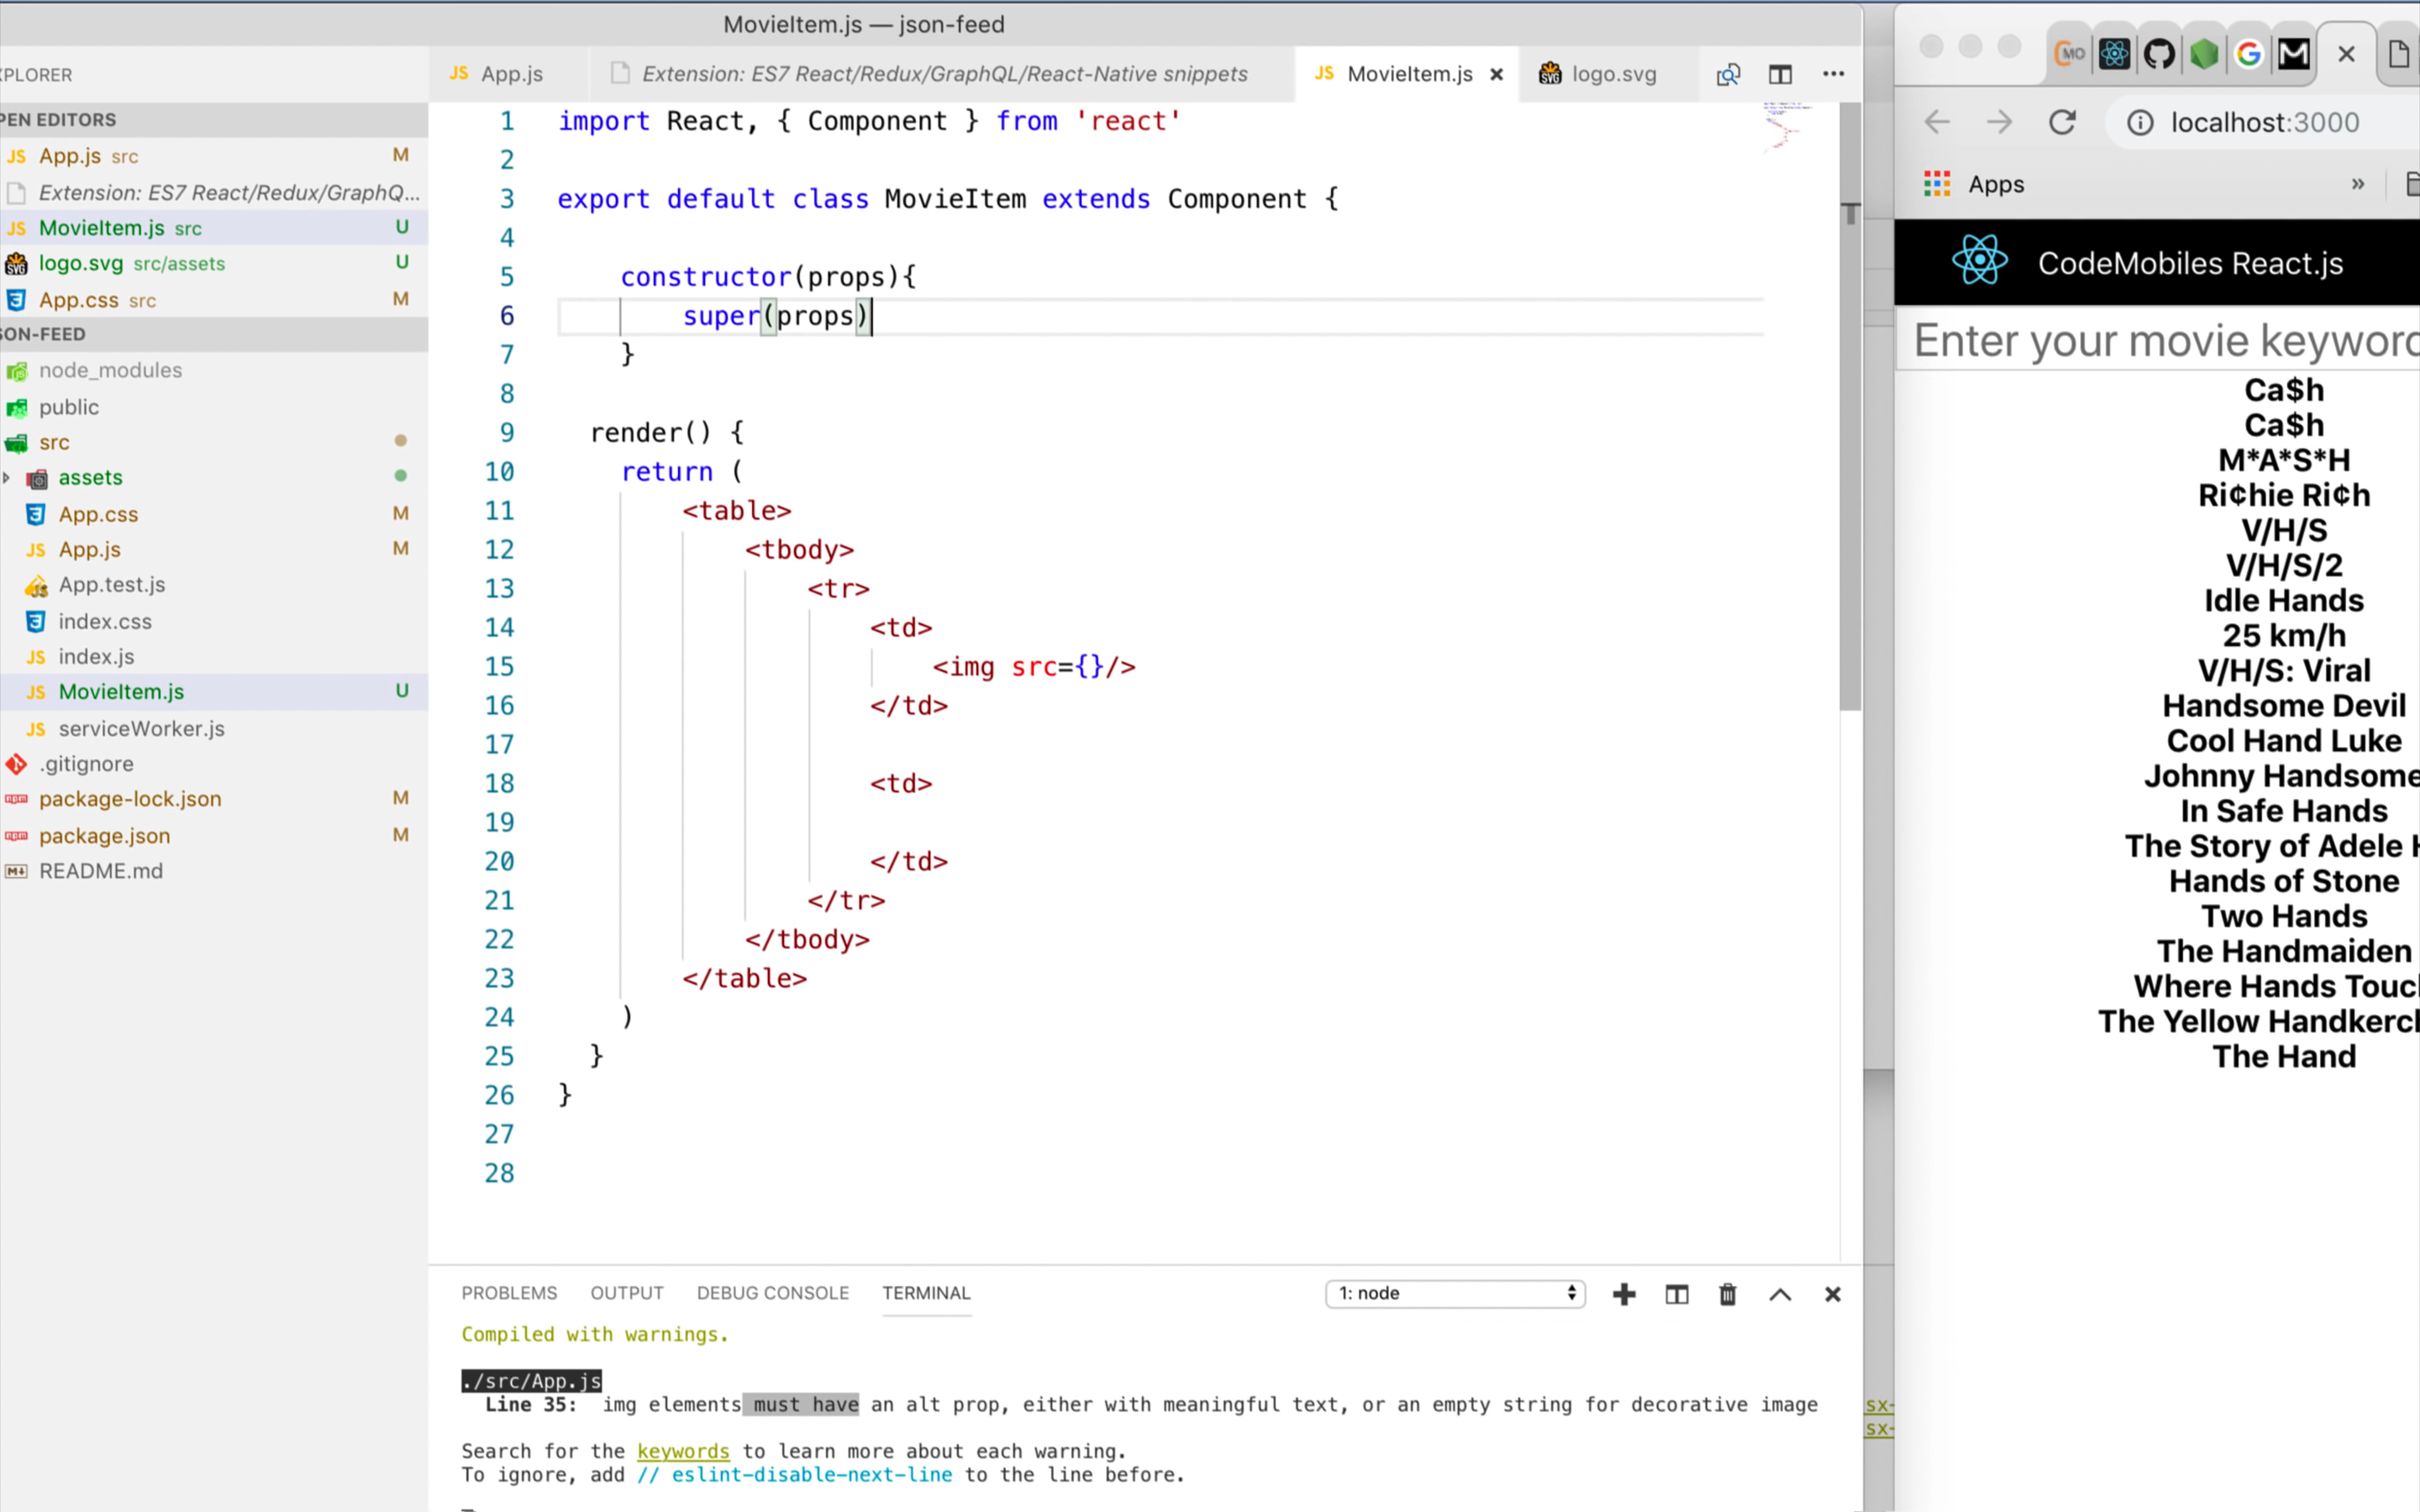 MovieItem.js — json-feed
PLORER
PEN EDITORS
App.js src M
Extension: ES7 React/Redux/GraphQ...
MovieItem.js src U
logo.svg src/assets U
App.css src M
SON-FEED
node_modules
public
src
assets
App.css M
App.js M
App.test.js
index.css
index.js
MovieItem.js U
serviceWorker.js
.gitignore
package-lock.json M
package.json M
README.md
JS App.js
Extension: ES7 React/Redux/GraphQL/React-Native snippets
JS MovieItem.js
logo.svg
1 import React, { Component } from 'react'
2
3 export default class MovieItem extends Component {
4
5 constructor(props){
6 super(props)
7 }
8
9 render() {
10 return (
11 <table>
12 <tbody>
13 <tr>
14 <td>
15 <img src={}/>
16 </td>
17
18 <td>
19
20 </td>
21 </tr>
22 </tbody>
23 </table>
24 )
25 }
26 }
27
28
PROBLEMS OUTPUT DEBUG CONSOLE TERMINAL
1: node
Compiled with warnings.
./src/App.js
Line 35: img elements must have an alt prop, either with meaningful text, or an empty string for decorative image
Search for the keywords to learn more about each warning.
To ignore, add // eslint-disable-next-line to the line before.
sx-
sx-
localhost:3000
Apps
CodeMobiles React.js
Enter your movie keyword
Ca$h
Ca$h
M*A*S*H
Ri¢hie Ri¢h
V/H/S
V/H/S/2
Idle Hands
25 km/h
V/H/S: Viral
Handsome Devil
Cool Hand Luke
Johnny Handsome
In Safe Hands
The Story of Adele H
Hands of Stone
Two Hands
The Handmaiden
Where Hands Touch
The Yellow Handkerch
The Hand